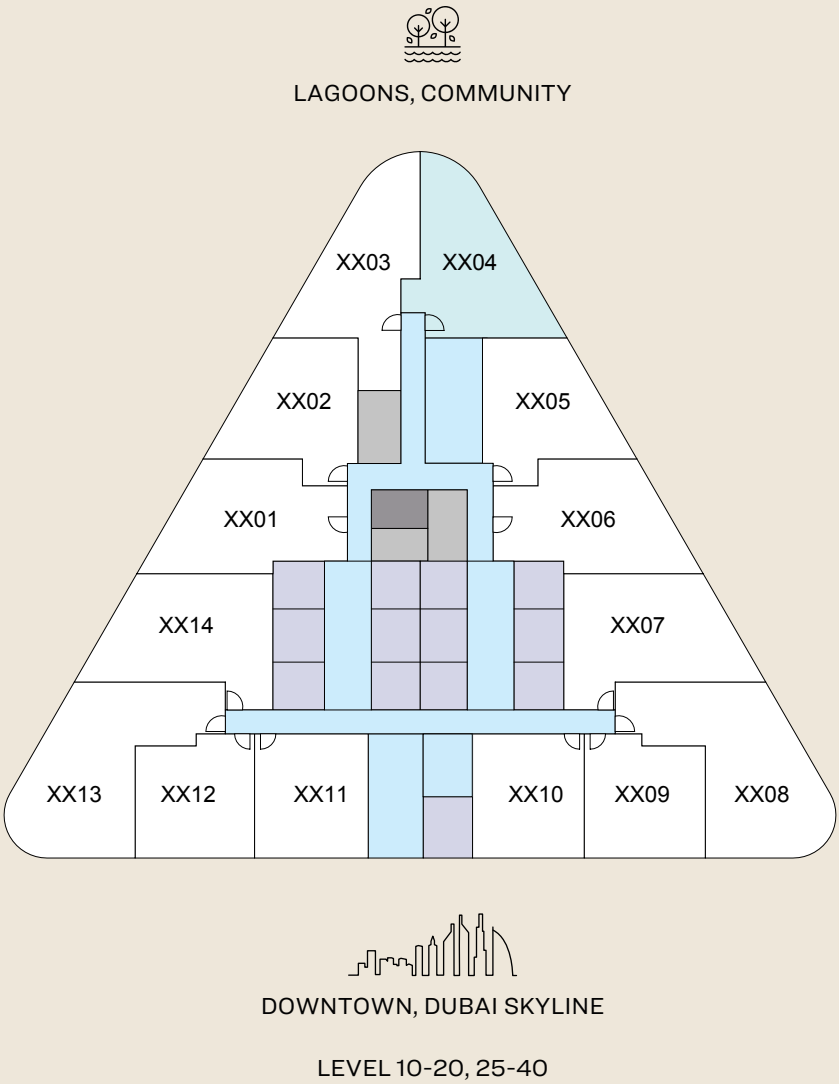 LAGOONS, COMMUNITY
XX03
XX04
XX02
XX05
XX01
XX06
XX14
XX07
XX13
XX12
XX11
XX10
XX09
XX08
DOWNTOWN, DUBAI SKYLINE
LEVEL 10-20, 25-40